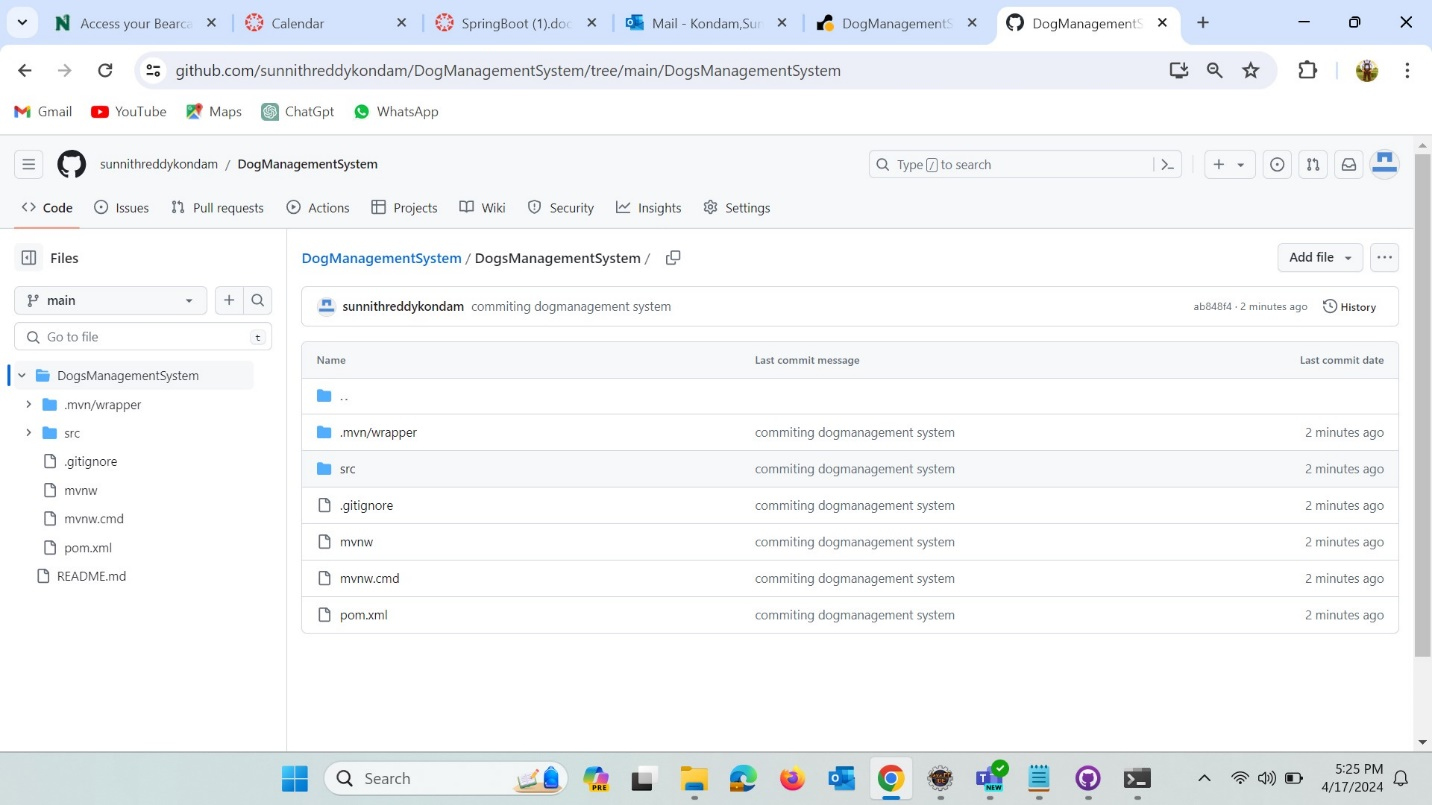 Access your Bearca
Calendar
SpringBoot (1).doc
Mail - Kondam,Sun
DogManagementS
DogManagementS
github.com/sunnithreddykondam/DogManagementSystem/tree/main/DogsManagementSystem
Gmail YouTube Maps ChatGpt WhatsApp
sunnithreddykondam / DogManagementSystem
Type / to search
Code Issues Pull requests Actions Projects Wiki Security Insights Settings
Files
DogManagementSystem / DogsManagementSystem /
Add file
main
sunnithreddykondam commiting dogmanagement system
ab848f4 · 2 minutes ago History
Go to file t
DogsManagementSystem
.mvn/wrapper
src
.gitignore
mvnw
mvnw.cmd
pom.xml
README.md
Name Last commit message Last commit date
..
.mvn/wrapper commiting dogmanagement system 2 minutes ago
src commiting dogmanagement system 2 minutes ago
.gitignore commiting dogmanagement system 2 minutes ago
mvnw commiting dogmanagement system 2 minutes ago
mvnw.cmd commiting dogmanagement system 2 minutes ago
pom.xml commiting dogmanagement system 2 minutes ago
Search
PRE
NEW
5:25 PM
4/17/2024